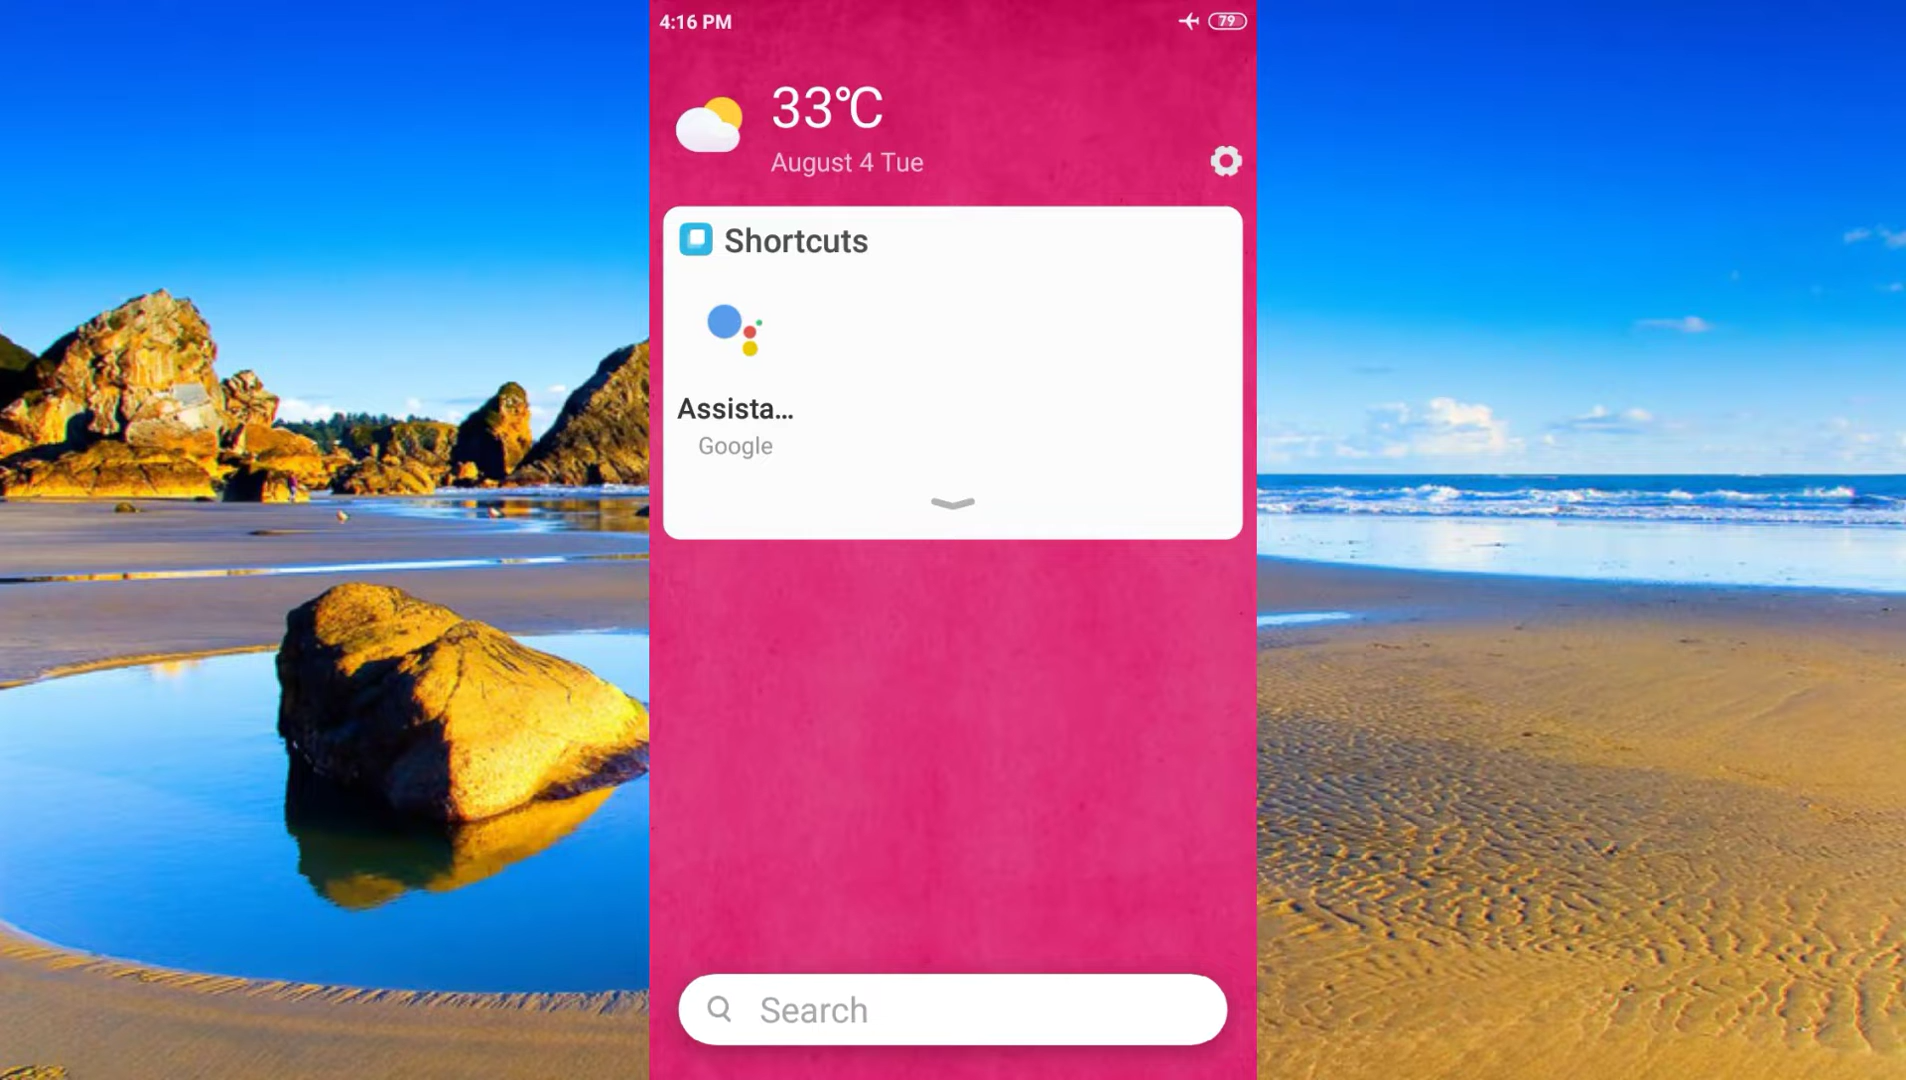 4:16 PM
79
33℃
August 4 Tue
Shortcuts
Assista...
Google
Search